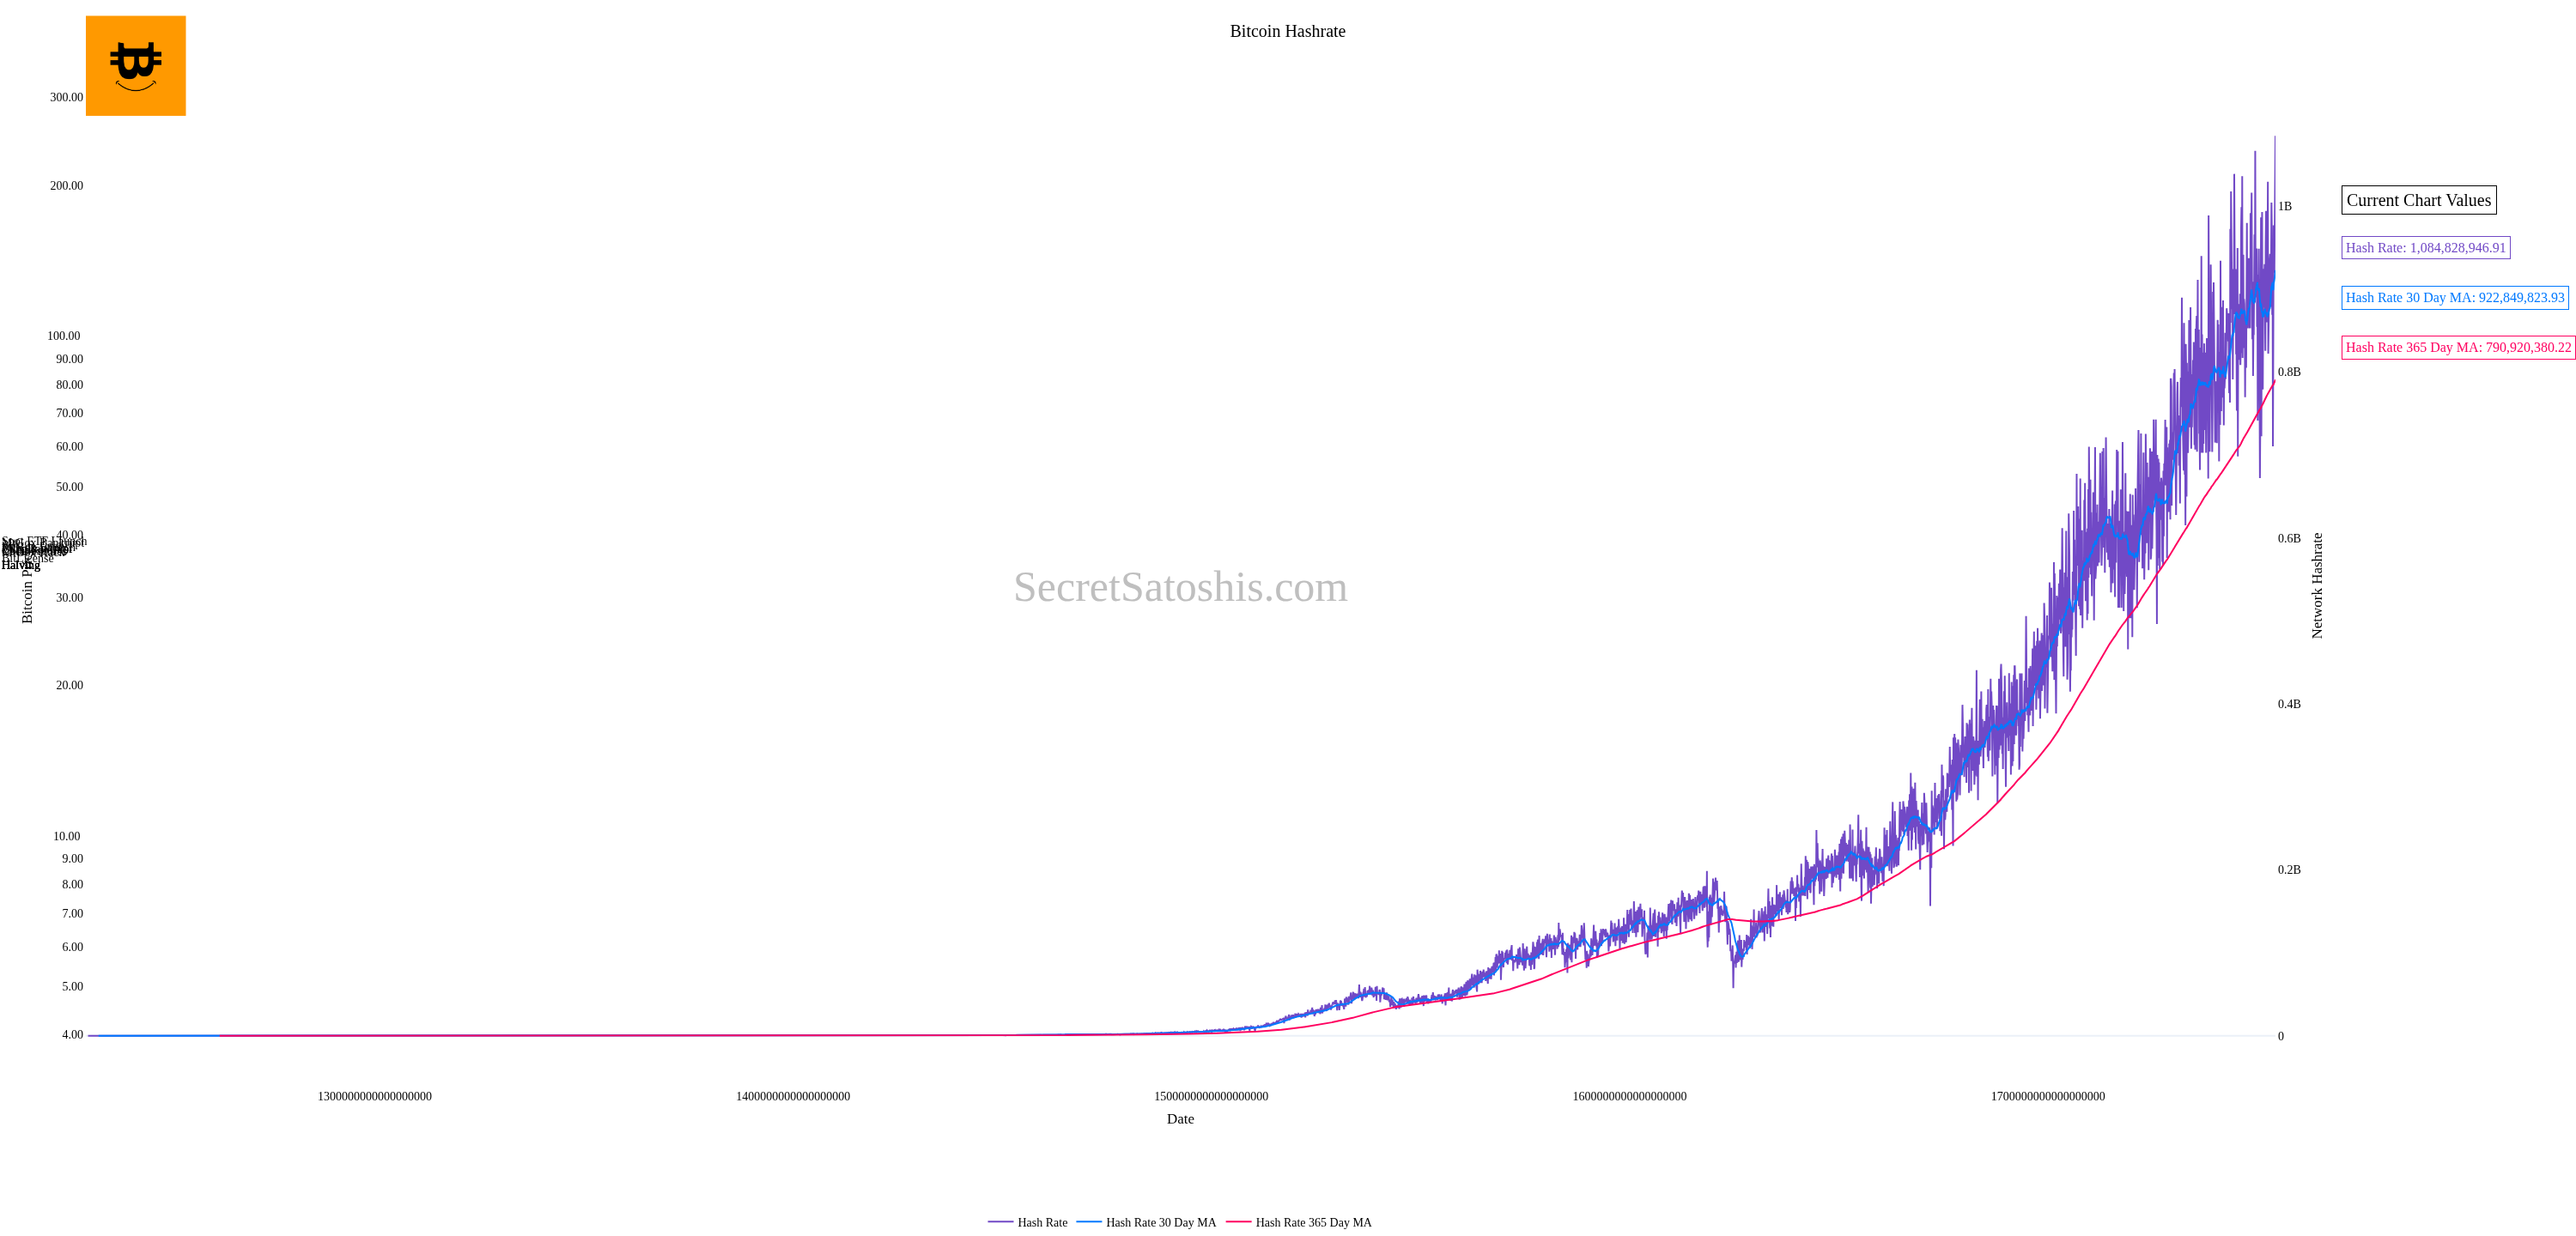 Bitcoin Hashrate
300.00
200.00
100.00
90.00
80.00
70.00
60.00
50.00
40.00
30.00
20.00
10.00
9.00
8.00
7.00
6.00
5.00
4.00
Halving
Bitcoin
SecretSatoshis.com
1B
0.8B
0.6B
0.4B
0.2B
0
Network Hashrate
Current Chart Values
Hash Rate: 1,084,828,946.91
Hash Rate 30 Day MA: 922,849,823.93
Hash Rate 365 Day MA: 790,920,380.22
1300000000000000000
1400000000000000000
1500000000000000000
1600000000000000000
1700000000000000000
Date
Hash Rate
Hash Rate 30 Day MA
Hash Rate 365 Day MA